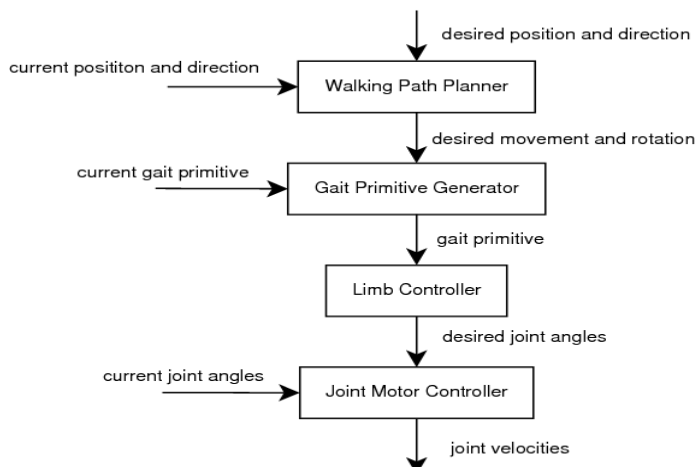 desired position and direction
current posititon and direction
Walking Path Planner
desired movement and rotation
current gait primitive
Gait Primitive Generator
gait primitive
Limb Controller
desired joint angles
current joint angles
Joint Motor Controller
joint velocities